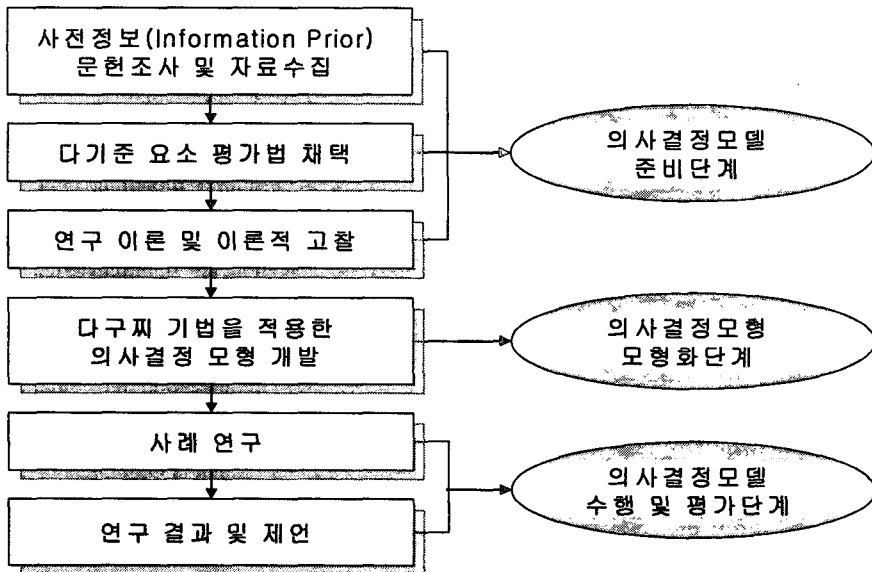 사전정보(Information Prior)
문헌조사 및 자료수집
다기준 요소 평가법 채택
의사결정모델
준비단계
연구 이론 및 이론적 고찰
다구찌 기법을 적용한
의사결정 모형 개발
의사결정모형
모형화단계
사례 연구
의사결정모델
수행 및 평가단계
연구 결과 및 제언